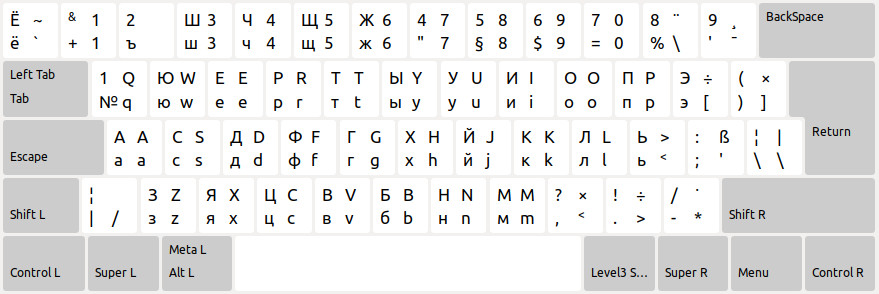 Ё ~ & 1 2 Ш 3 Ч 4 Щ 5 Ж 6 4 7 5 8 6 9 7 0 8 ¨ 9 ¸ BackSpace
ё ` + 1 ъ ш 3 ч 4 щ 5 ж 6 " 7 § 8 $ 9 = 0 % \ ' ¯
Left Tab 1 Q Ю W Е E Р R Т T Ы Y У U И I О O П P Э ÷ ( ×
Tab № q ю w е e р r т t ы y у u и i о o п p э [ ) ]
А A С S Д D Ф F Г G Х H Й J К K Л L Ь > : ß ¦ | Return
Escape а a с s д d ф f г g х h й j к k л l ь < ; ' \ \
¦ З Z Я X Ц C В V Б B Н N М M ? × ! ÷ / ˙
Shift L | / з z я x ц c в v б b н n м m , < . > - * Shift R
Meta L
Control L Super L Alt L Level3 S... Super R Menu Control R